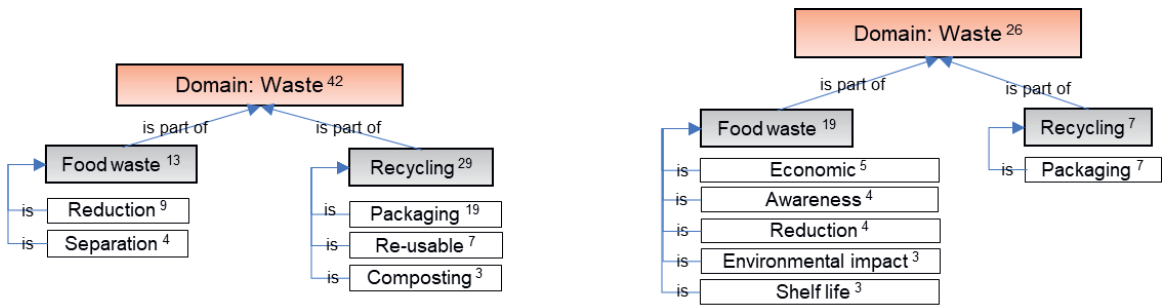 Domain: Waste 42
is part of
is part of
Food waste 13
Recycling 29
is
Reduction 9
is
Separation 4
is
Packaging 19
is
Re-usable 7
is
Composting 3
Domain: Waste 26
is part of
is part of
Food waste 19
Recycling 7
is
Economic 5
is
Awareness 4
is
Reduction 4
is
Environmental impact 3
is
Shelf life 3
is
Packaging 7